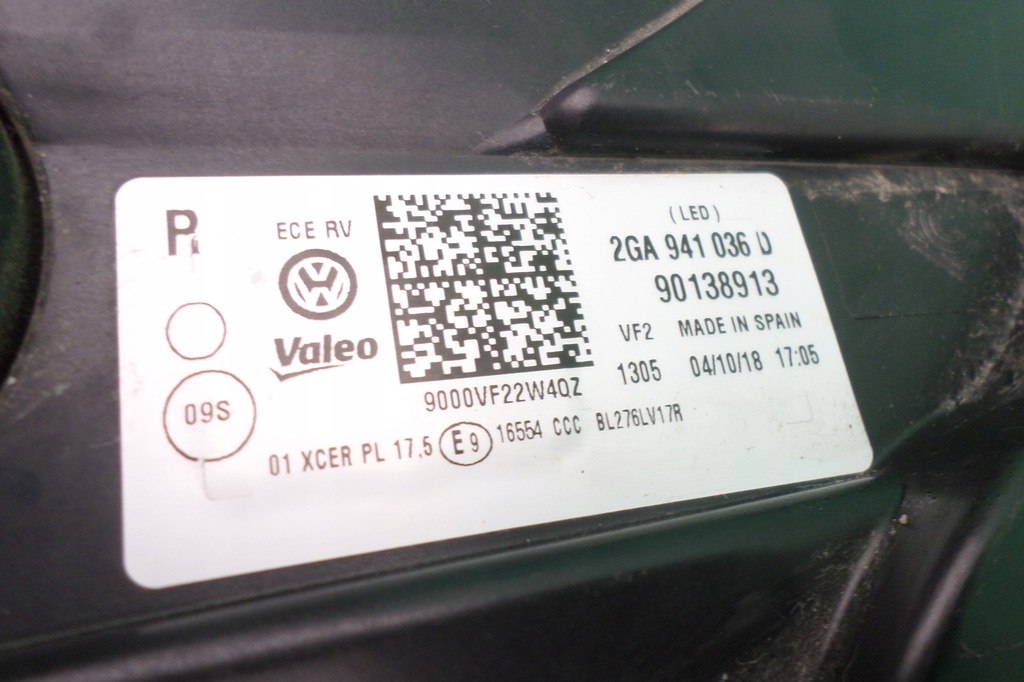 ECE RV
Valeo
09S
9000VF22W4QZ
(LED)
2GA 941 036 D
90138913
VF2 MADE IN SPAIN
1305 04/10/18 17:05
01 XCER PL 17,5 E9 16554 CCC BL276LV17R